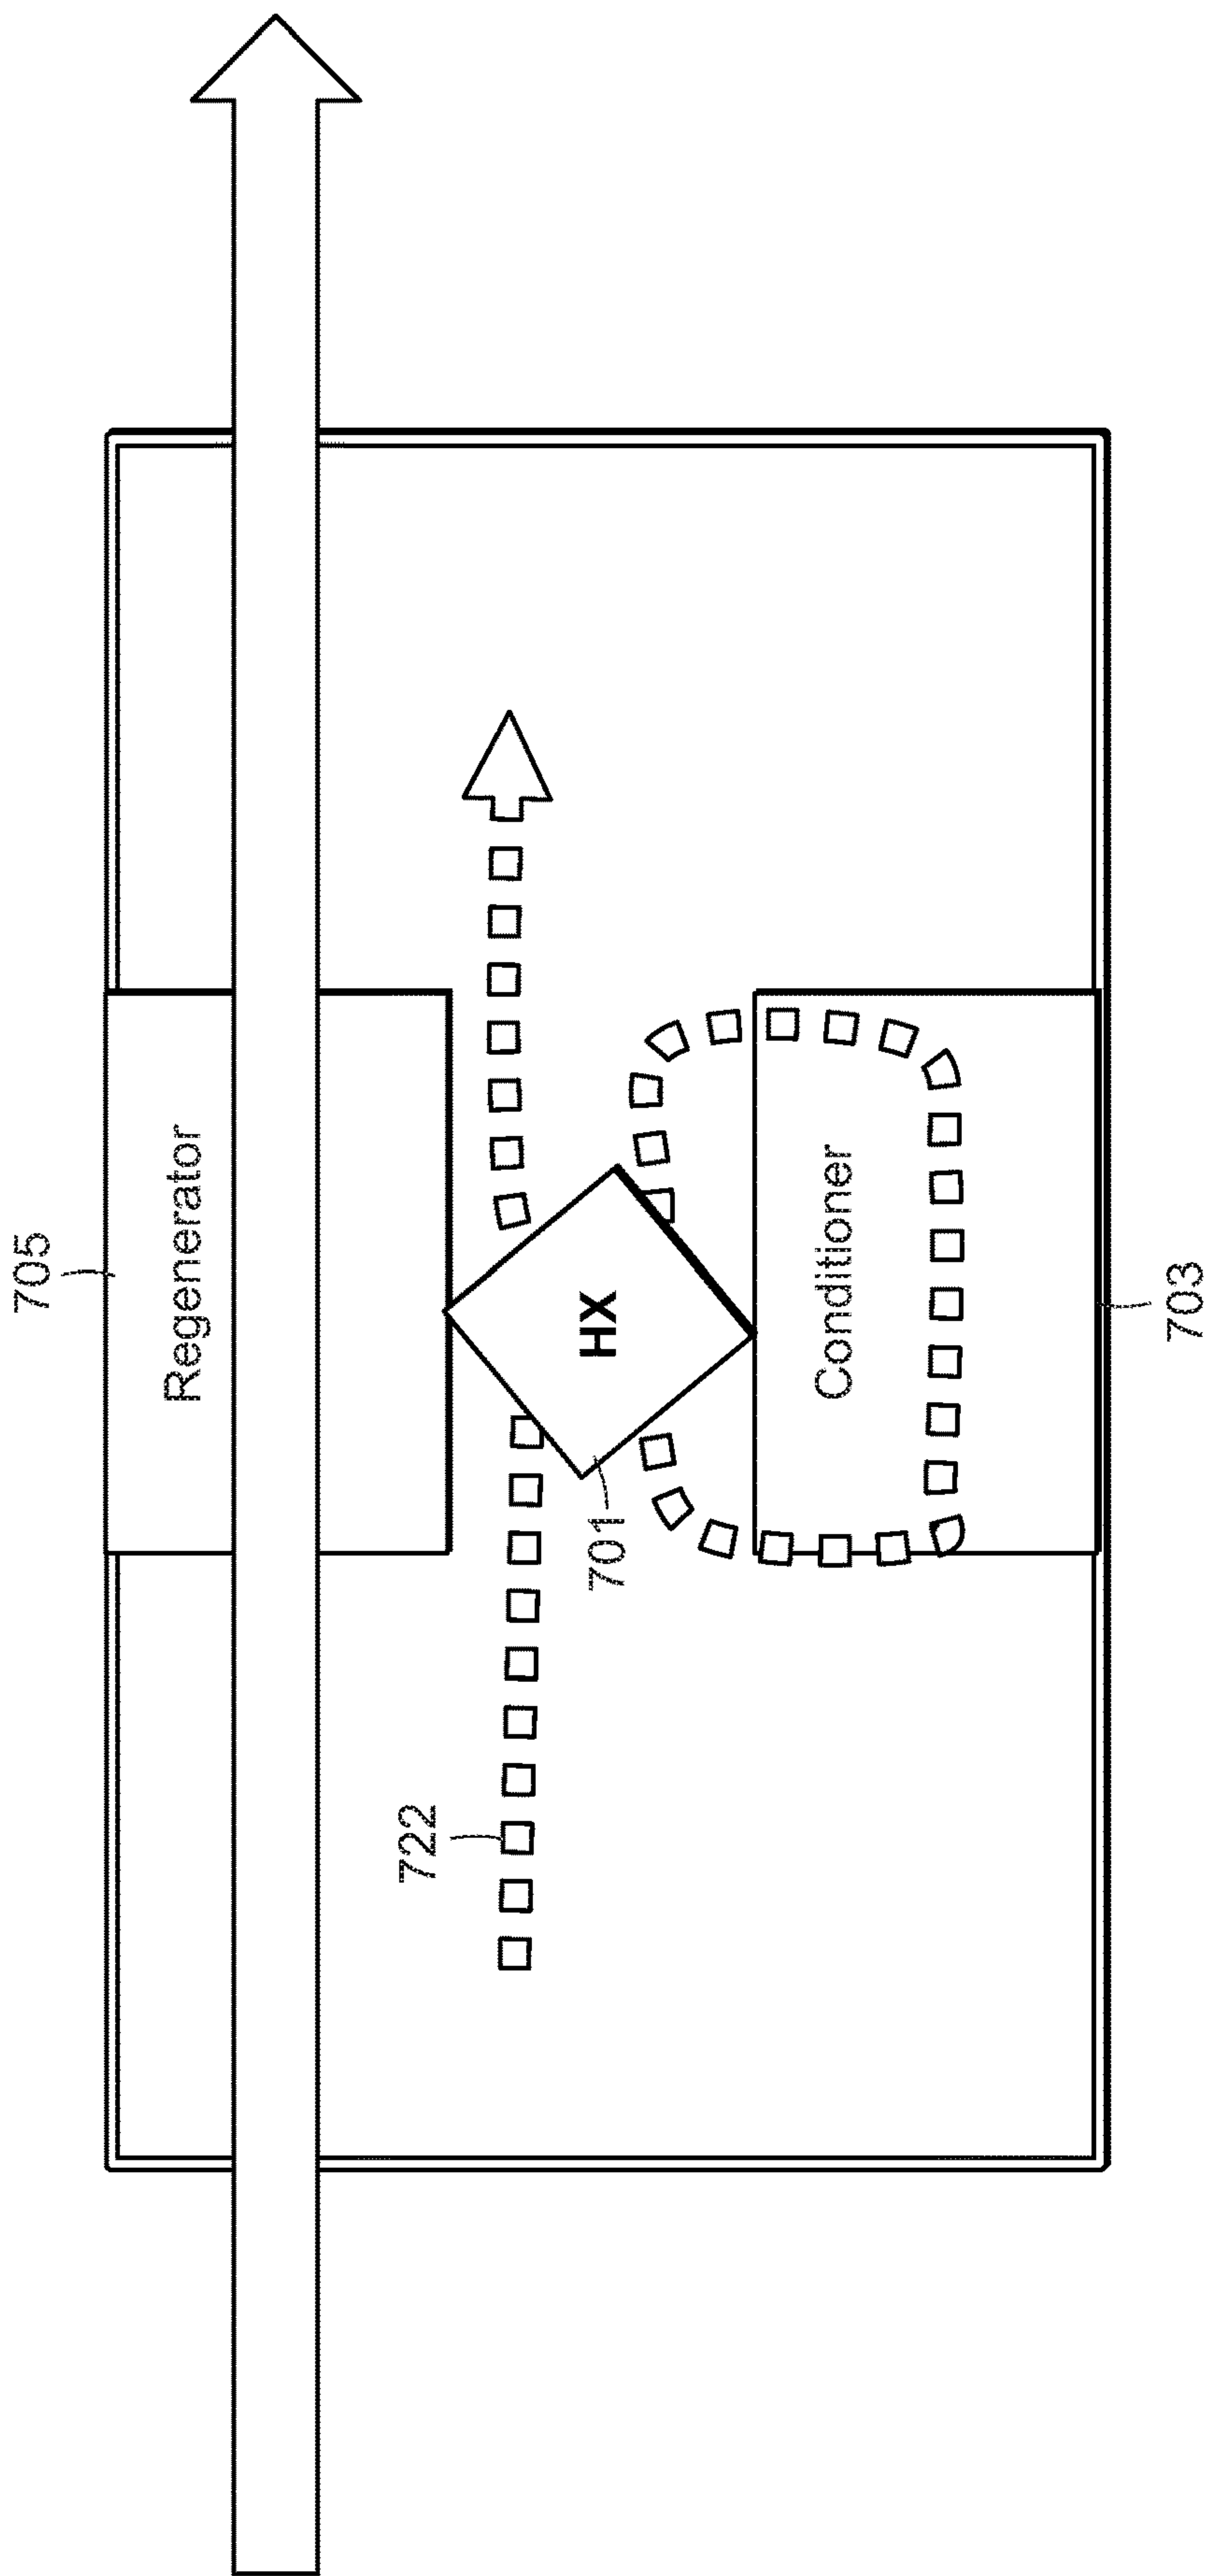 705
Regenerator
722
HX
701
Conditioner
703